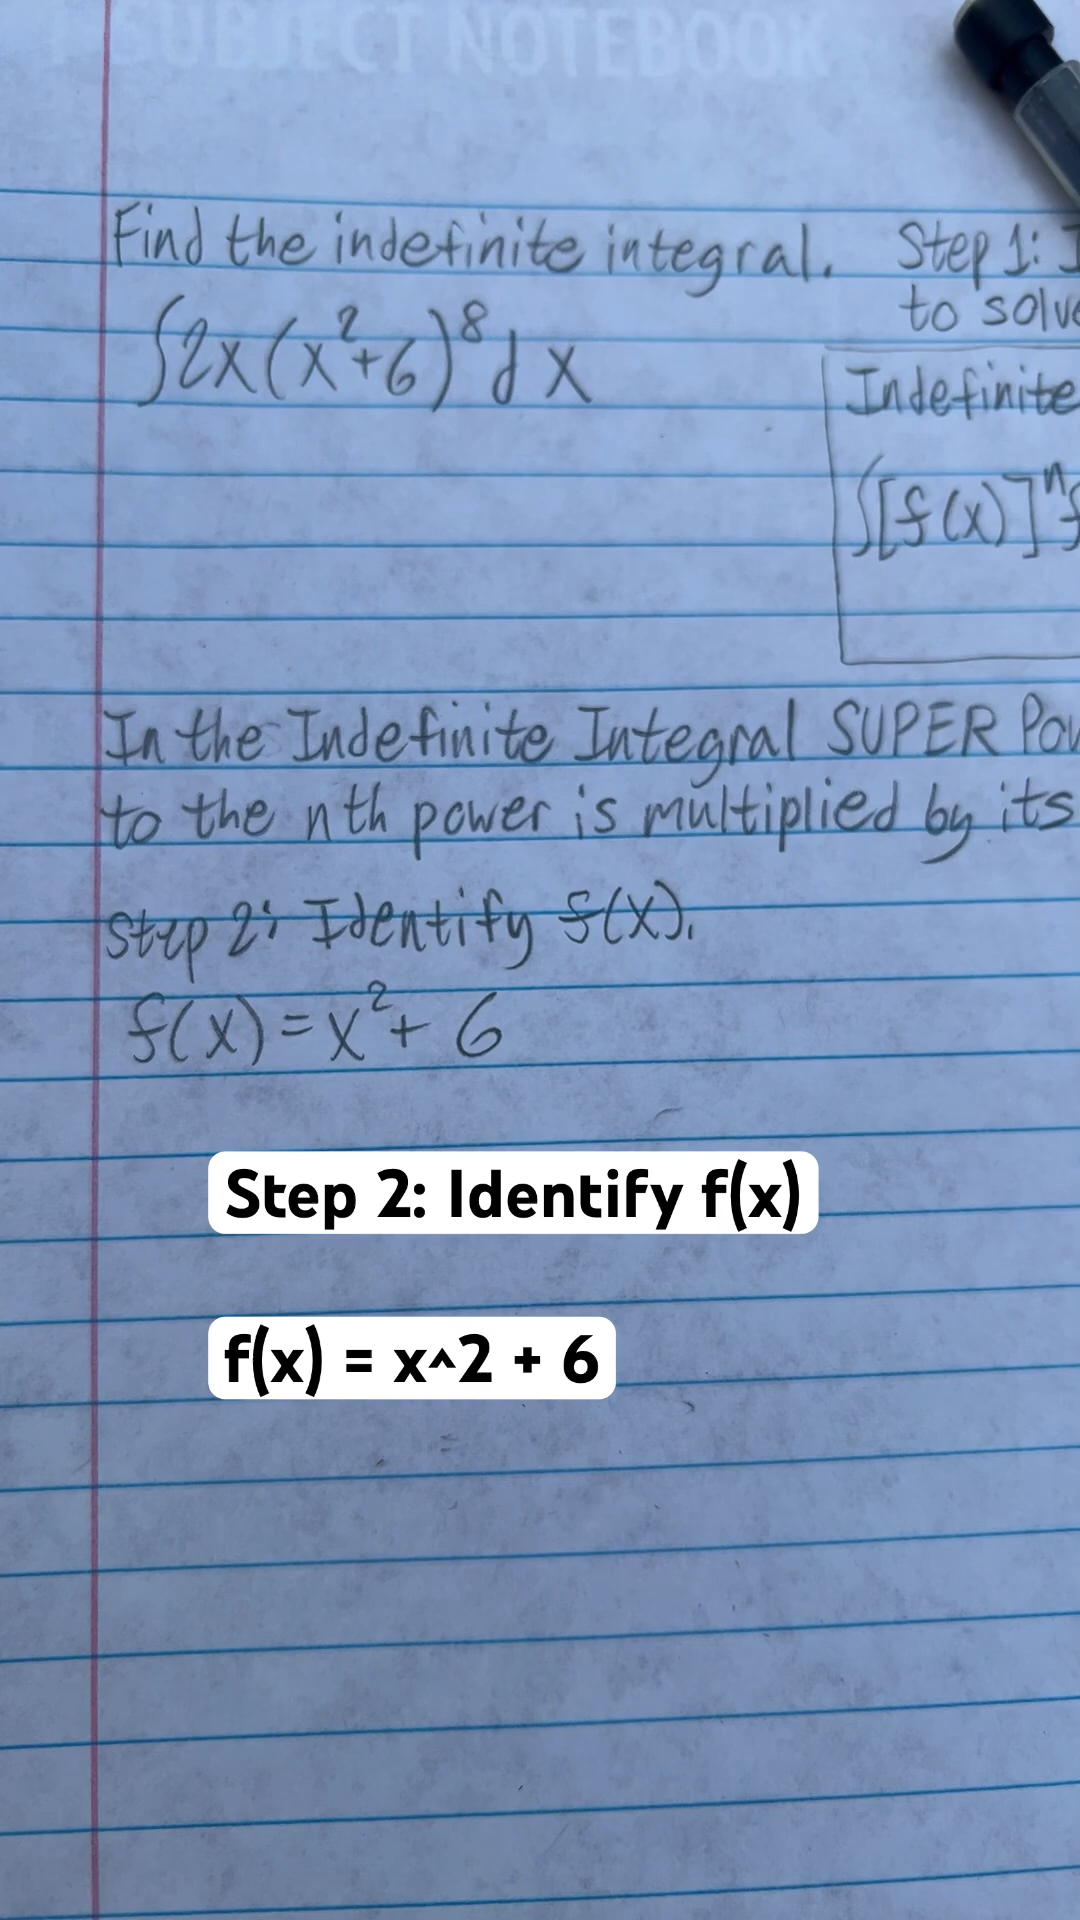 1 SUBJECT NOTEBOOK
Find the indefinite integral.
∫2x(x²+6)⁸dx
Step 1:
to solve
Indefinite
∫[f(x)]ⁿf
In the Indefinite Integral SUPER
to the nth power is multiplied by its
Step 2: Identify f(x).
f(x)=x²+6
Step 2: Identify f(x)
f(x) = x^2 + 6